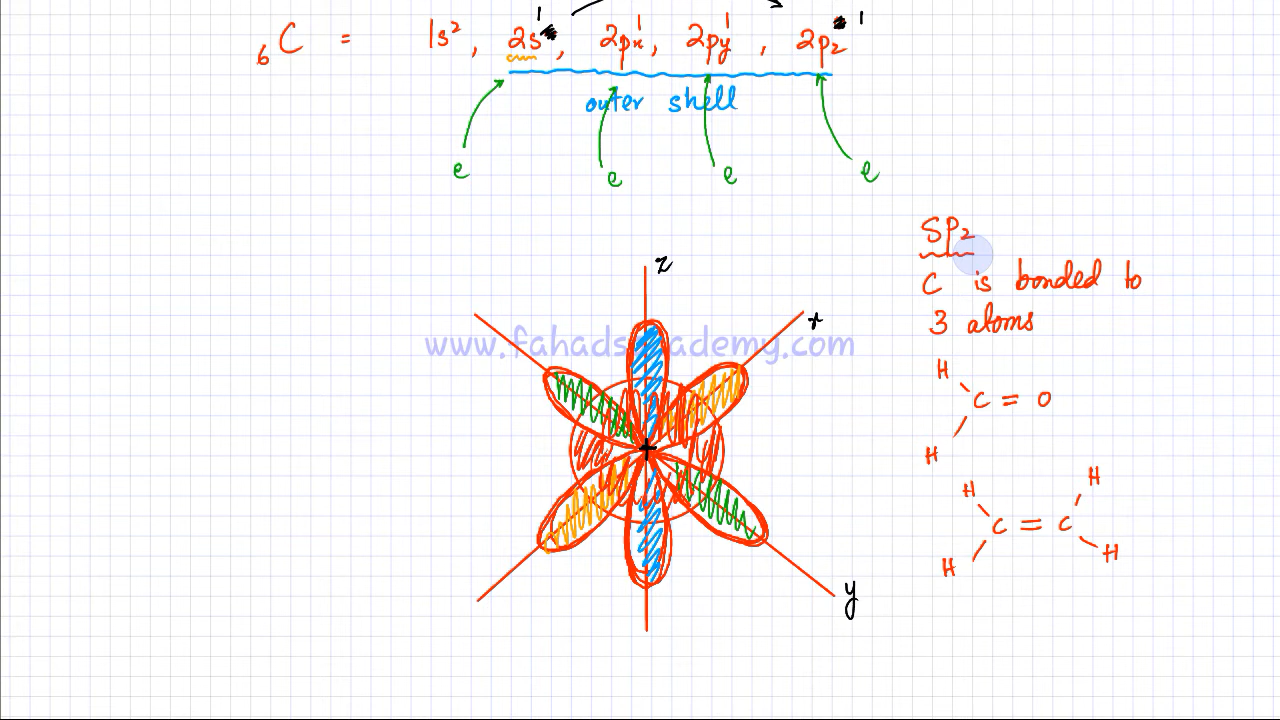 ₆C = 1s², 2s¹, 2px¹, 2py¹, 2pz¹
outer shell
e e e e
SP₂
C is bonded to
3 atoms
z
x
www.fahadsacademy.com
H
C = O
H
H H
C = C
H H
y